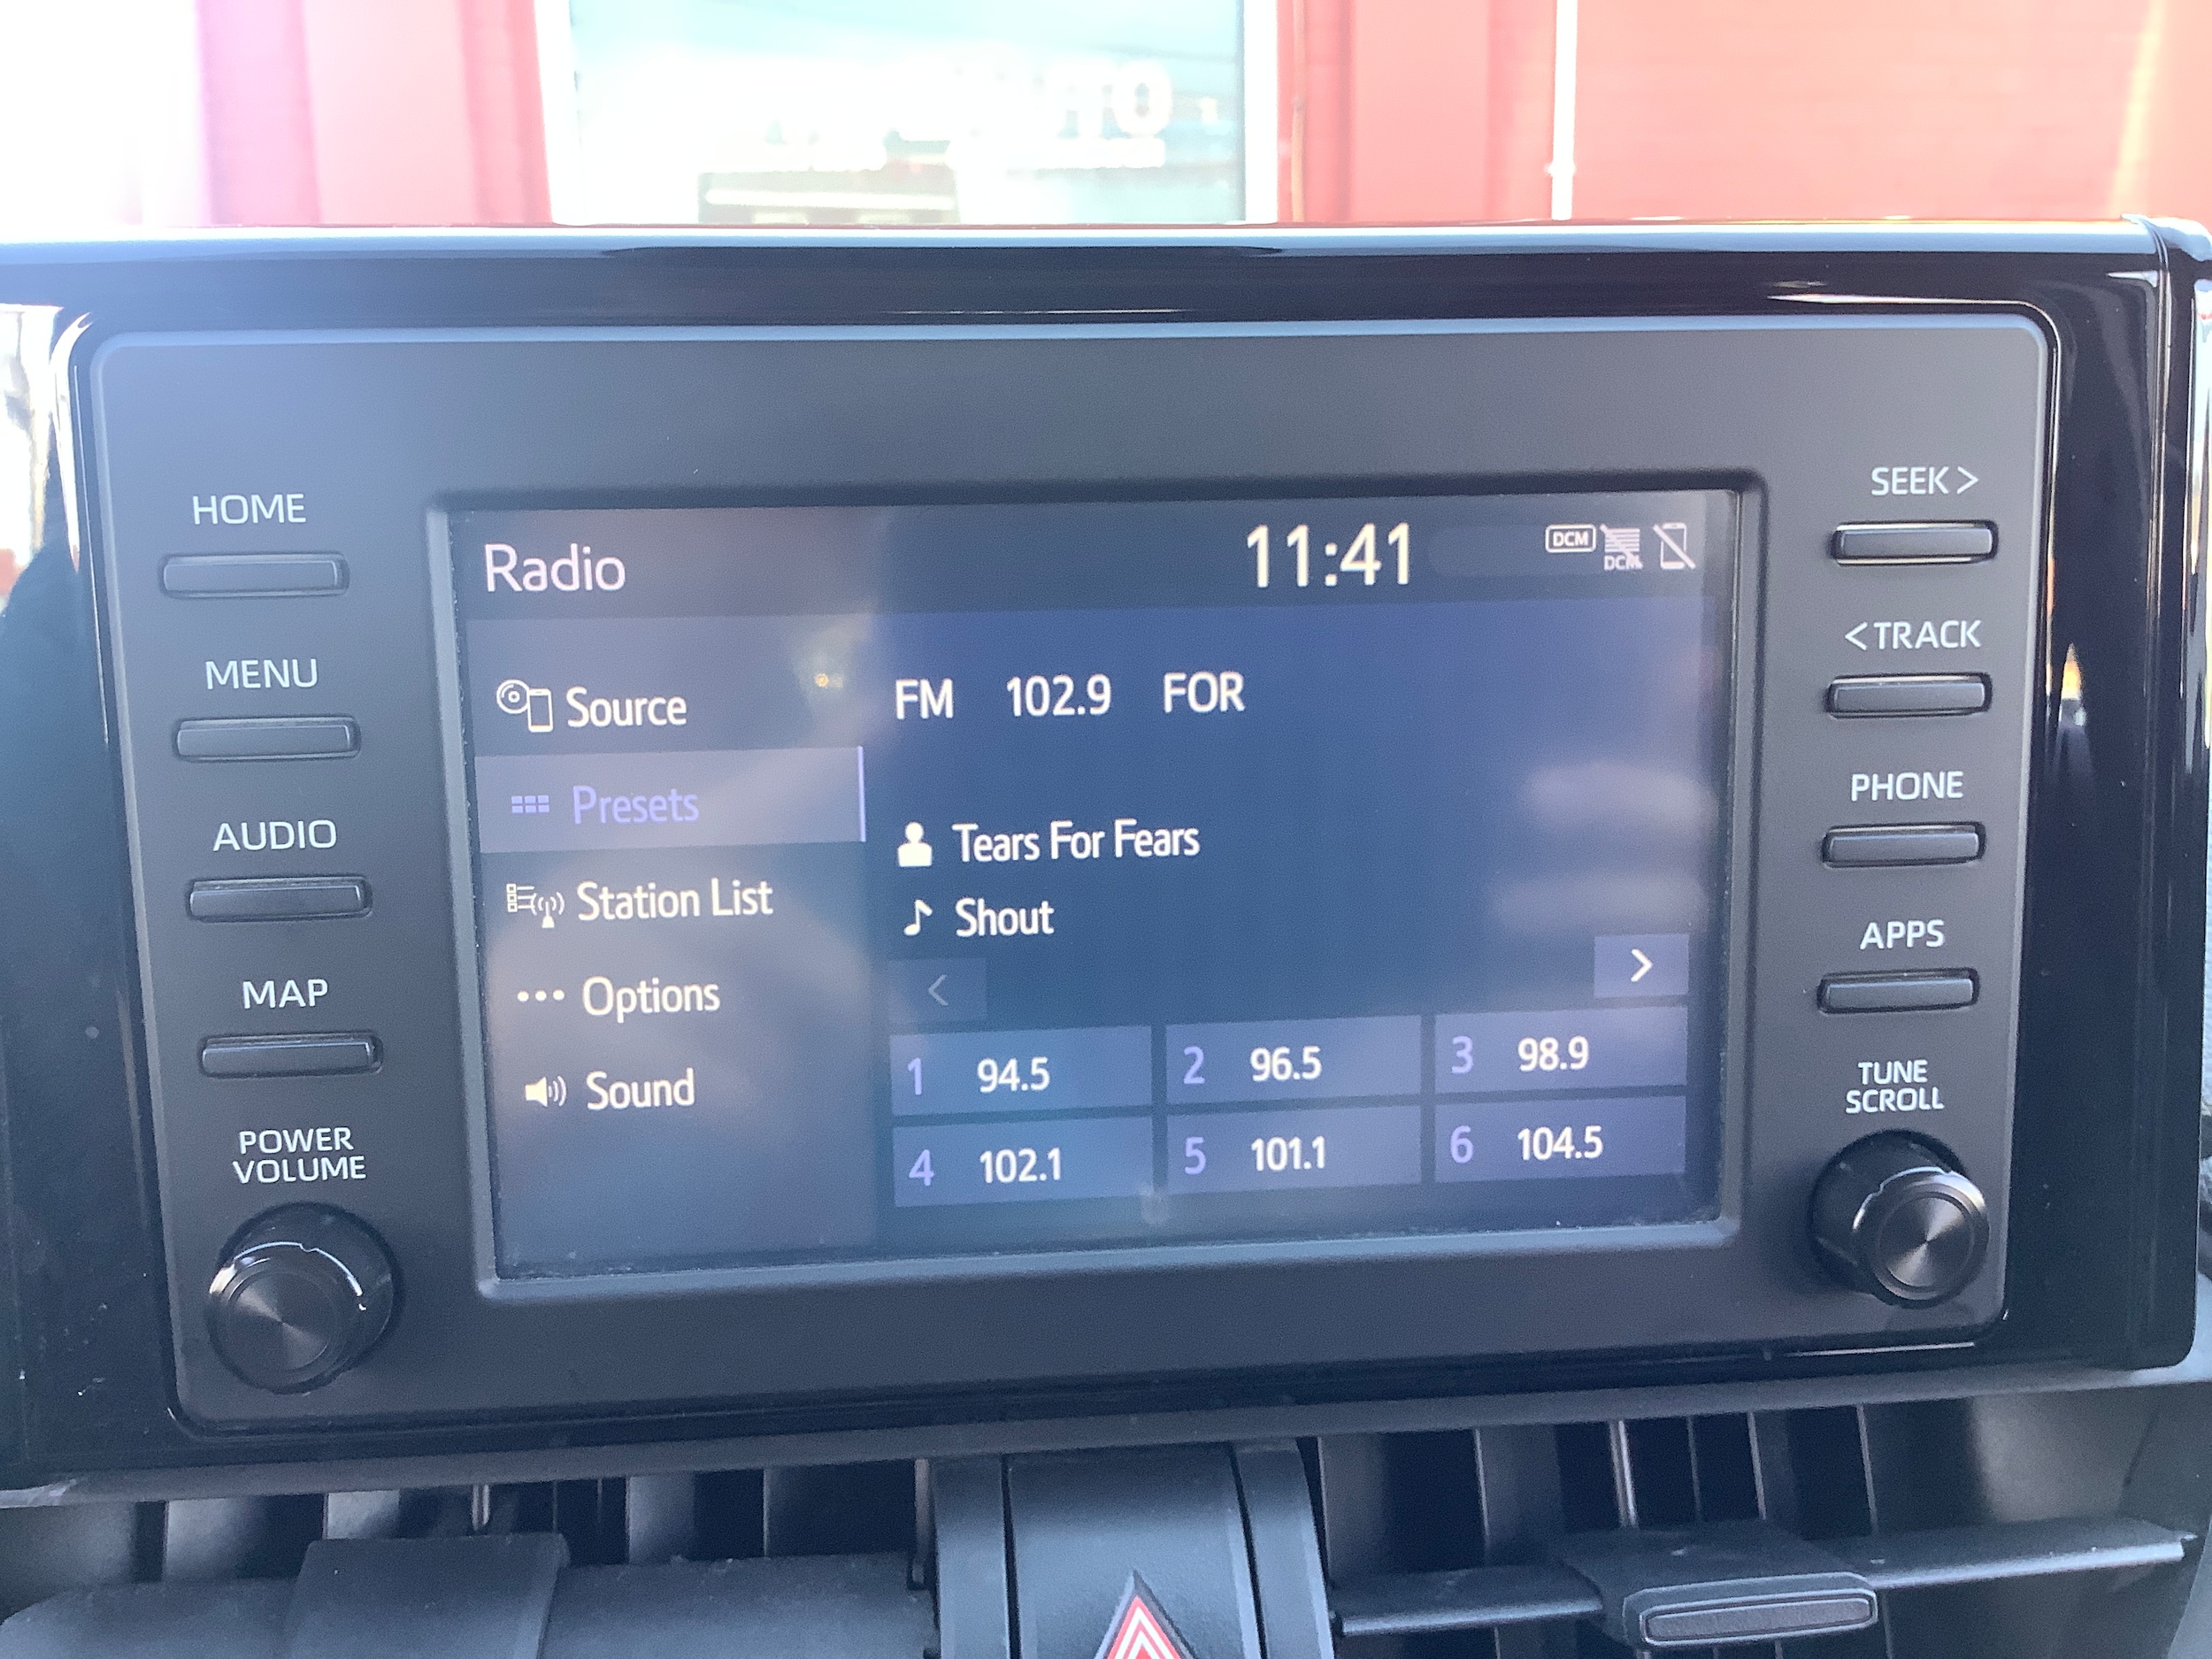 HOME
MENU
AUDIO
MAP
POWER
VOLUME
Radio
11:41
DCM
DCM
Source
Presets
Station List
Options
Sound
FM 102.9 FOR
Tears For Fears
Shout
1 94.5
2 96.5
3 98.9
4 102.1
5 101.1
6 104.5
SEEK >
< TRACK
PHONE
APPS
TUNE
SCROLL